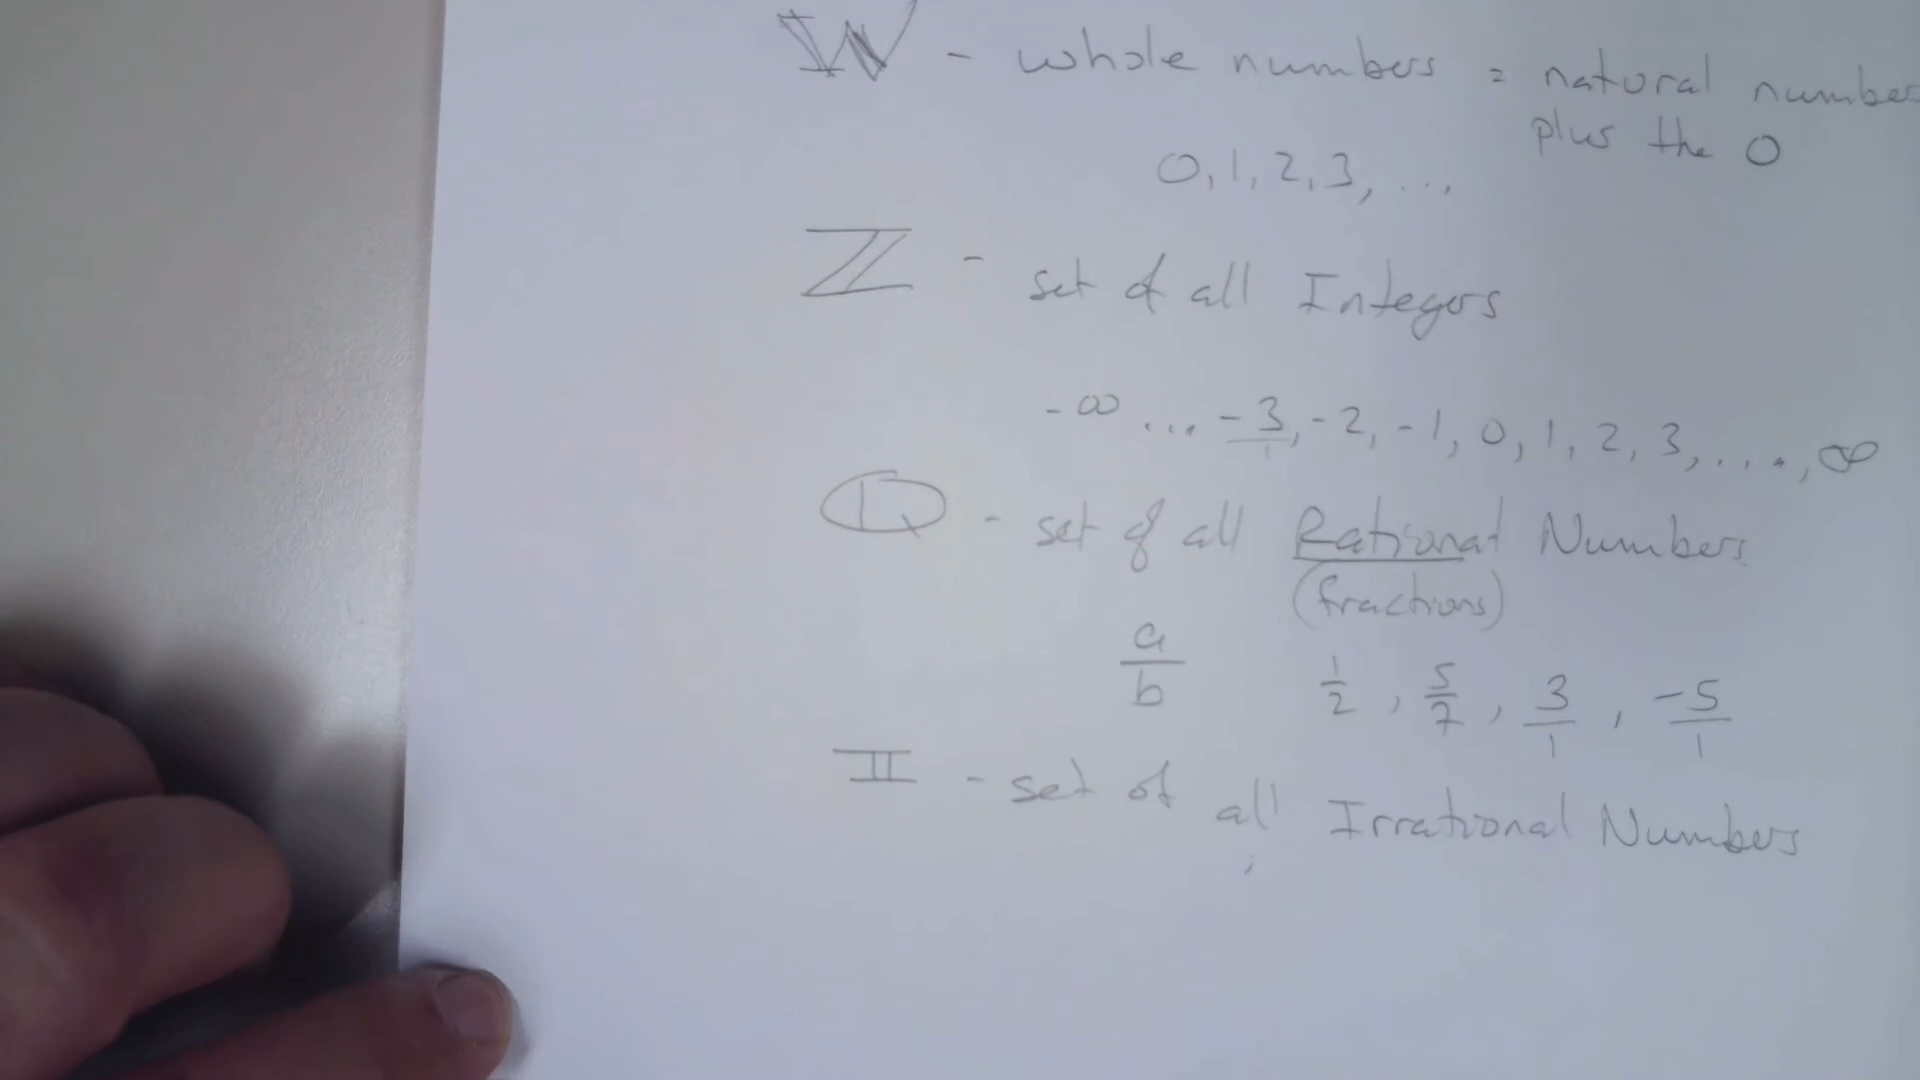 W - whole numbers = natural numbers
plus the 0
0, 1, 2, 3, ...,
Z - set of all Integers
-∞ ... -3/1, -2, -1, 0, 1, 2, 3, ...., ∞
Q - set of all Rational Numbers
(fractions)
a/b 1/2, 5/7, 3/1, -5/1
I - set of all Irrational Numbers